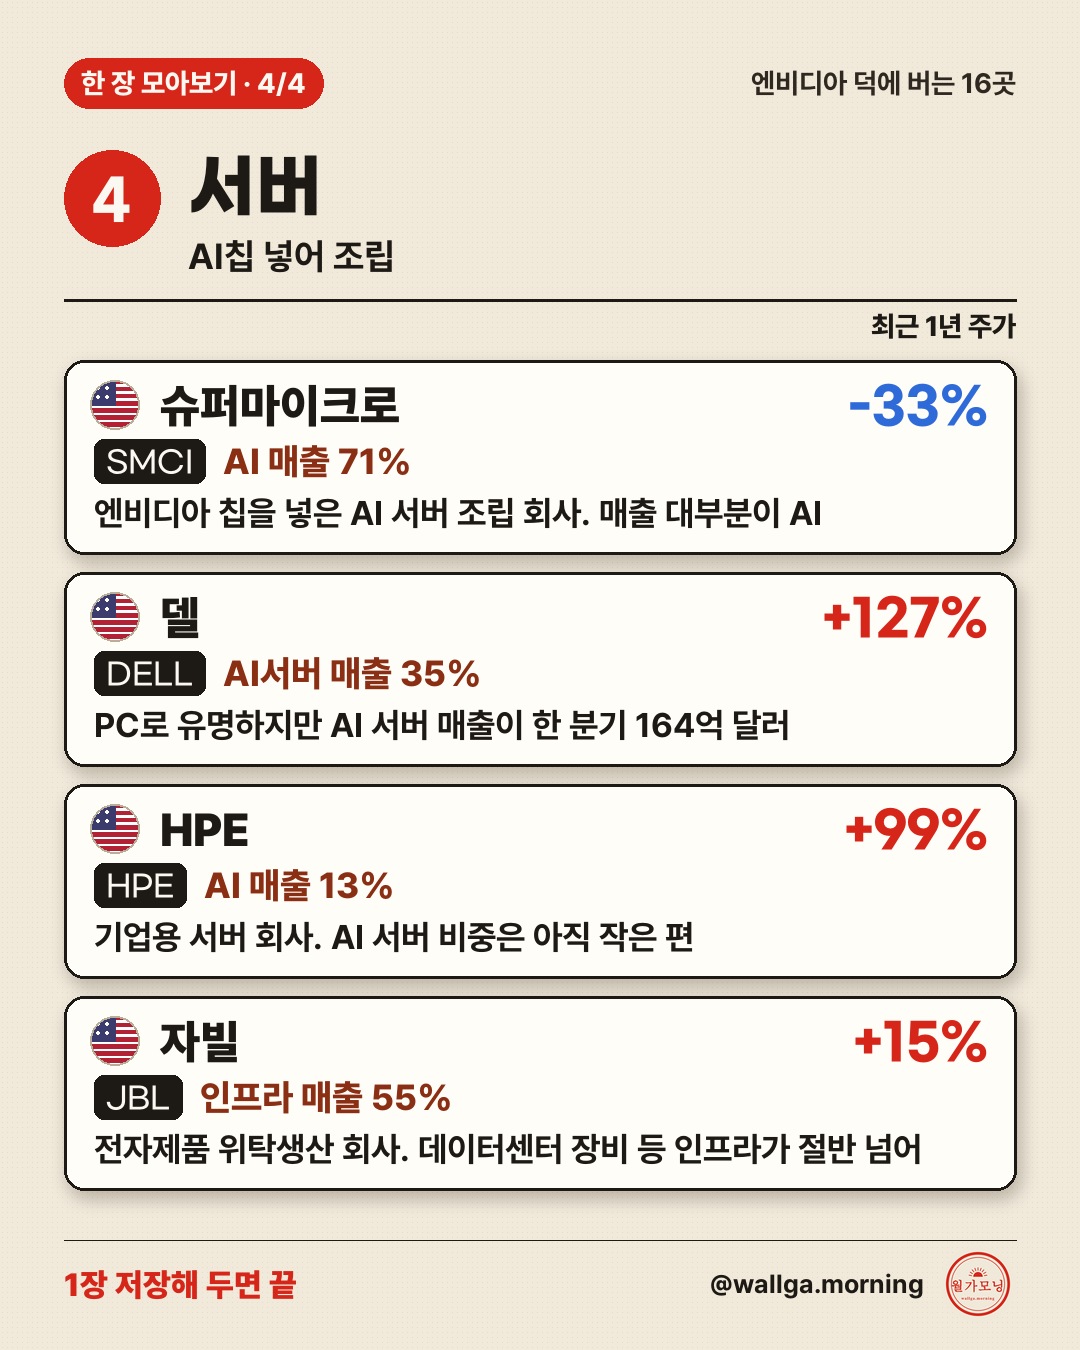 한 장 모아보기 · 4/4
엔비디아 덕에 버는 16곳
4
서버
AI칩 넣어 조립
최근 1년 주가
슈퍼마이크로
-33%
SMCI AI 매출 71%
엔비디아 칩을 넣은 AI 서버 조립 회사. 매출 대부분이 AI
델
+127%
DELL AI서버 매출 35%
PC로 유명하지만 AI 서버 매출이 한 분기 164억 달러
HPE
+99%
HPE AI 매출 13%
기업용 서버 회사. AI 서버 비중은 아직 작은 편
자빌
+15%
JBL 인프라 매출 55%
전자제품 위탁생산 회사. 데이터센터 장비 등 인프라가 절반 넘어
1장 저장해 두면 끝
@wallga.morning
월가모닝
wallga.morning